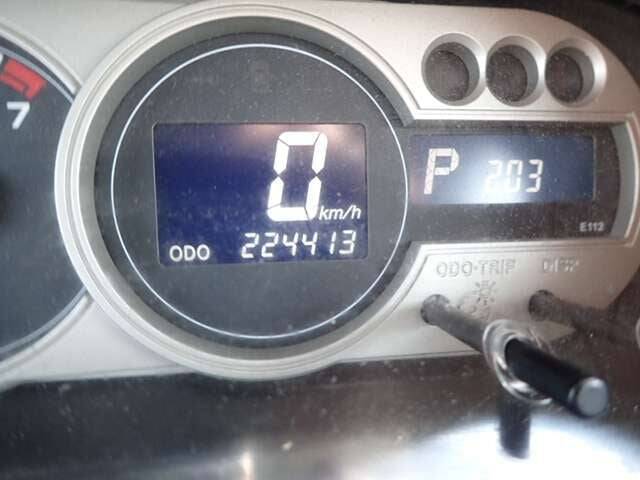 7
0 km/h
ODO 224413
P 203
E112
ODO·TRIP DISP